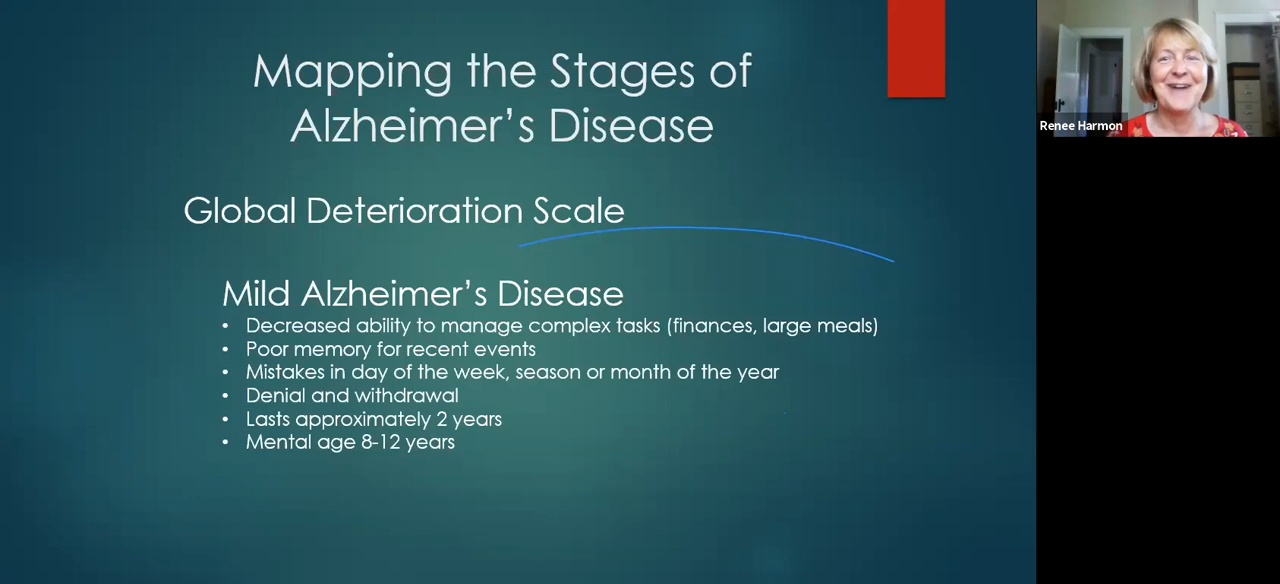 Mapping the Stages of
Alzheimer’s Disease
Global Deterioration Scale
Mild Alzheimer’s Disease
• Decreased ability to manage complex tasks (finances, large meals)
• Poor memory for recent events
• Mistakes in day of the week, season or month of the year
• Denial and withdrawal
• Lasts approximately 2 years
• Mental age 8-12 years
Renee Harmon